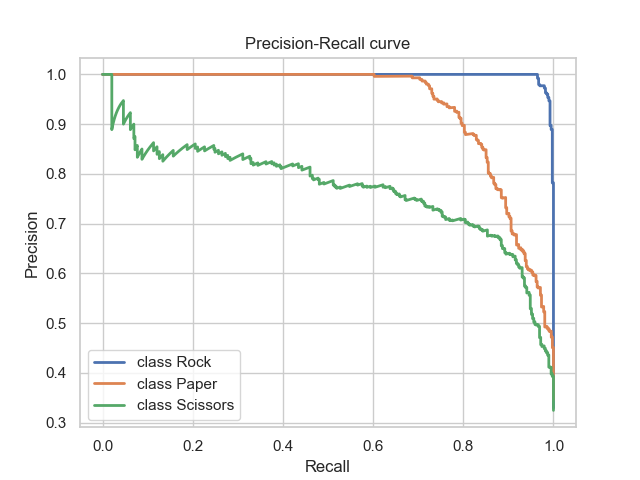 Precision-Recall curve
Precision
1.0
0.9
0.8
0.7
0.6
0.5
0.4
0.3
class Rock
class Paper
class Scissors
0.0 0.2 0.4 0.6 0.8 1.0
Recall